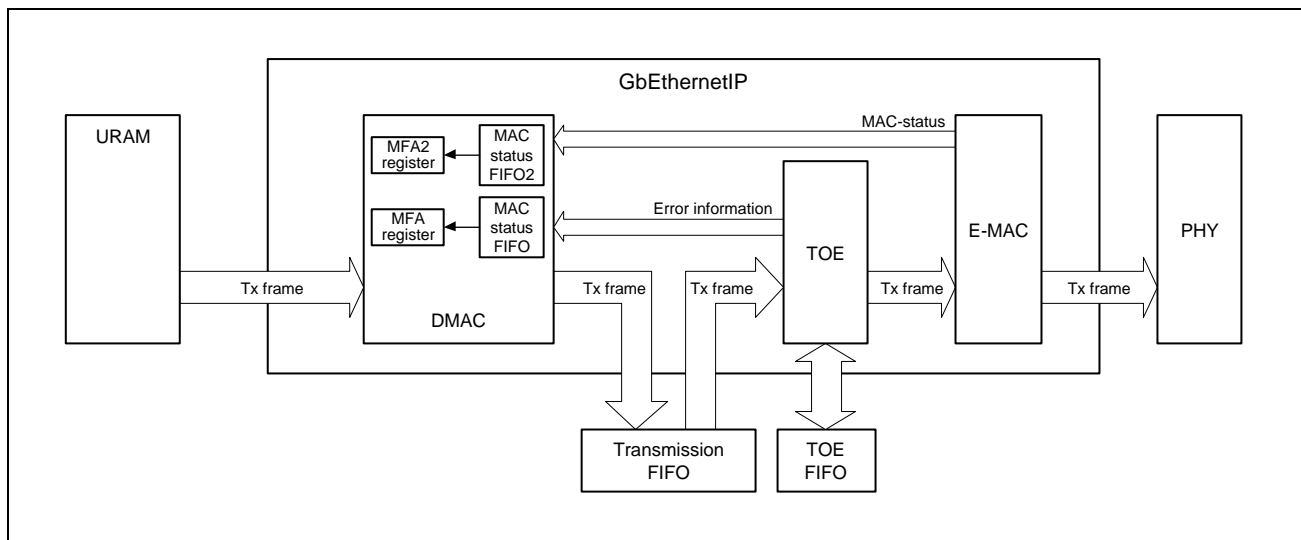 GbEthernetIP
URAM
MAC-status
MFA2
register
MAC
status
FIFO2
Error information
MFA
register
MAC
status
FIFO
TOE
E-MAC
PHY
Tx frame
Tx frame
Tx frame
Tx frame
Tx frame
DMAC
Transmission
FIFO
TOE
FIFO